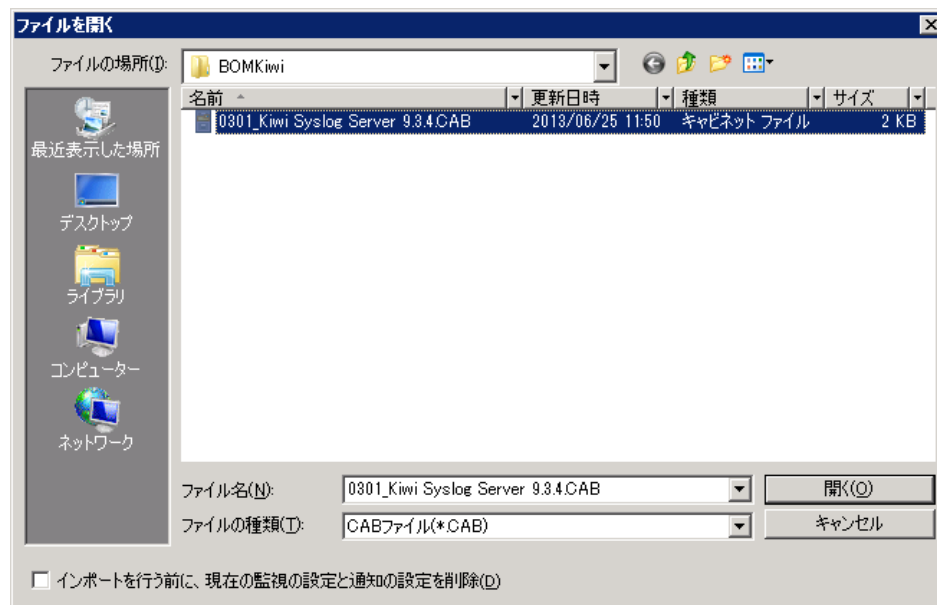 ファイルを開く
ファイルの場所(I):
BOMKiwi
名前 更新日時 種類 サイズ
0301_Kiwi Syslog Server 9.3.4.CAB 2013/06/25 11:50 キャビネット ファイル 2 KB
最近表示した場所
デスクトップ
ライブラリ
コンピューター
ネットワーク
ファイル名(N): 0301_Kiwi Syslog Server 9.3.4.CAB 開く(O)
ファイルの種類(T): CABファイル(*.CAB) キャンセル
インポートを行う前に、現在の監視の設定と通知の設定を削除(D)